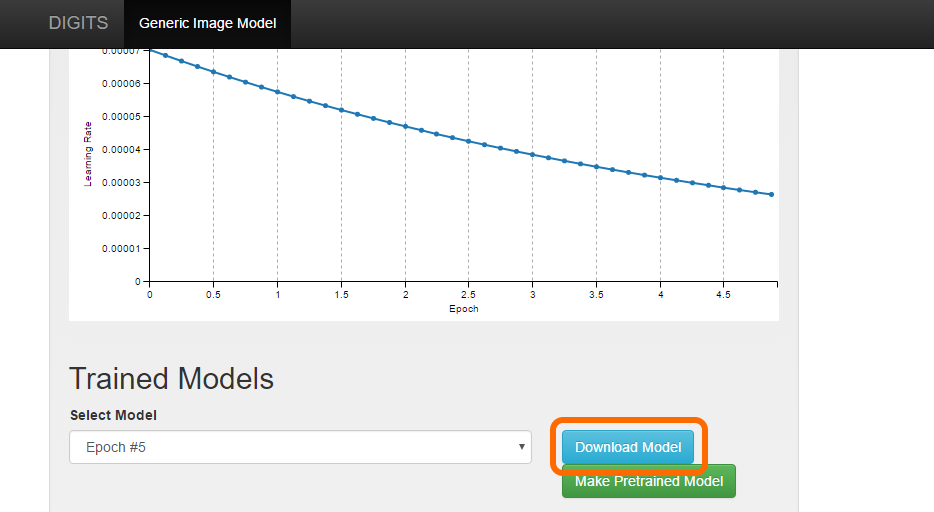 DIGITS Generic Image Model
0.00007
0.00006
0.00005
0.00004
0.00003
0.00002
0.00001
0
Learning Rate
0 0.5 1 1.5 2 2.5 3 3.5 4 4.5
Epoch
Trained Models
Select Model
Epoch #5
Download Model
Make Pretrained Model